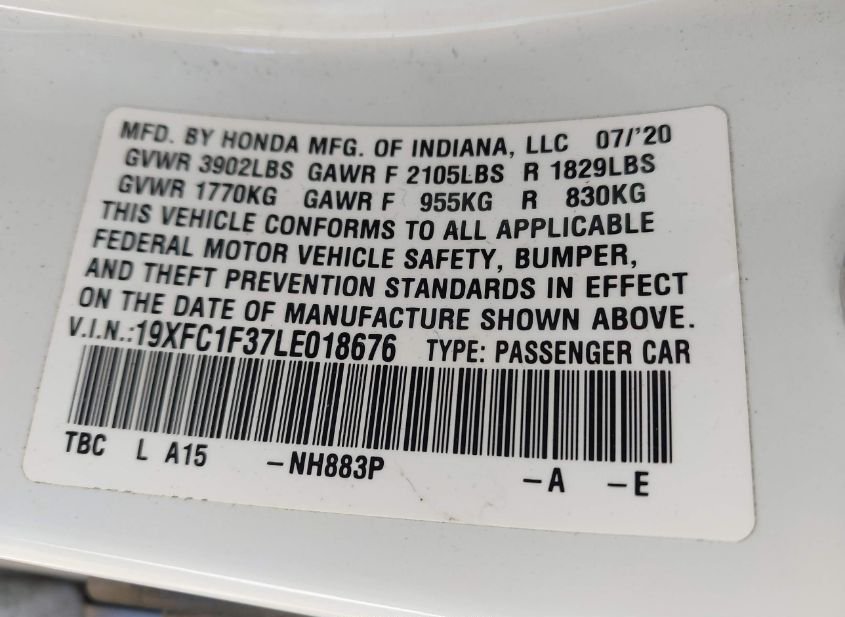 MFD. BY HONDA MFG. OF INDIANA, LLC 07/'20
GVWR 3902LBS GAWR F 2105LBS R 1829LBS
GVWR 1770KG GAWR F 955KG R 830KG
THIS VEHICLE CONFORMS TO ALL APPLICABLE
FEDERAL MOTOR VEHICLE SAFETY, BUMPER,
AND THEFT PREVENTION STANDARDS IN EFFECT
ON THE DATE OF MANUFACTURE SHOWN ABOVE.
V.I.N.:19XFC1F37LE018676 TYPE: PASSENGER CAR
TBC L A15 -NH883P -A -E